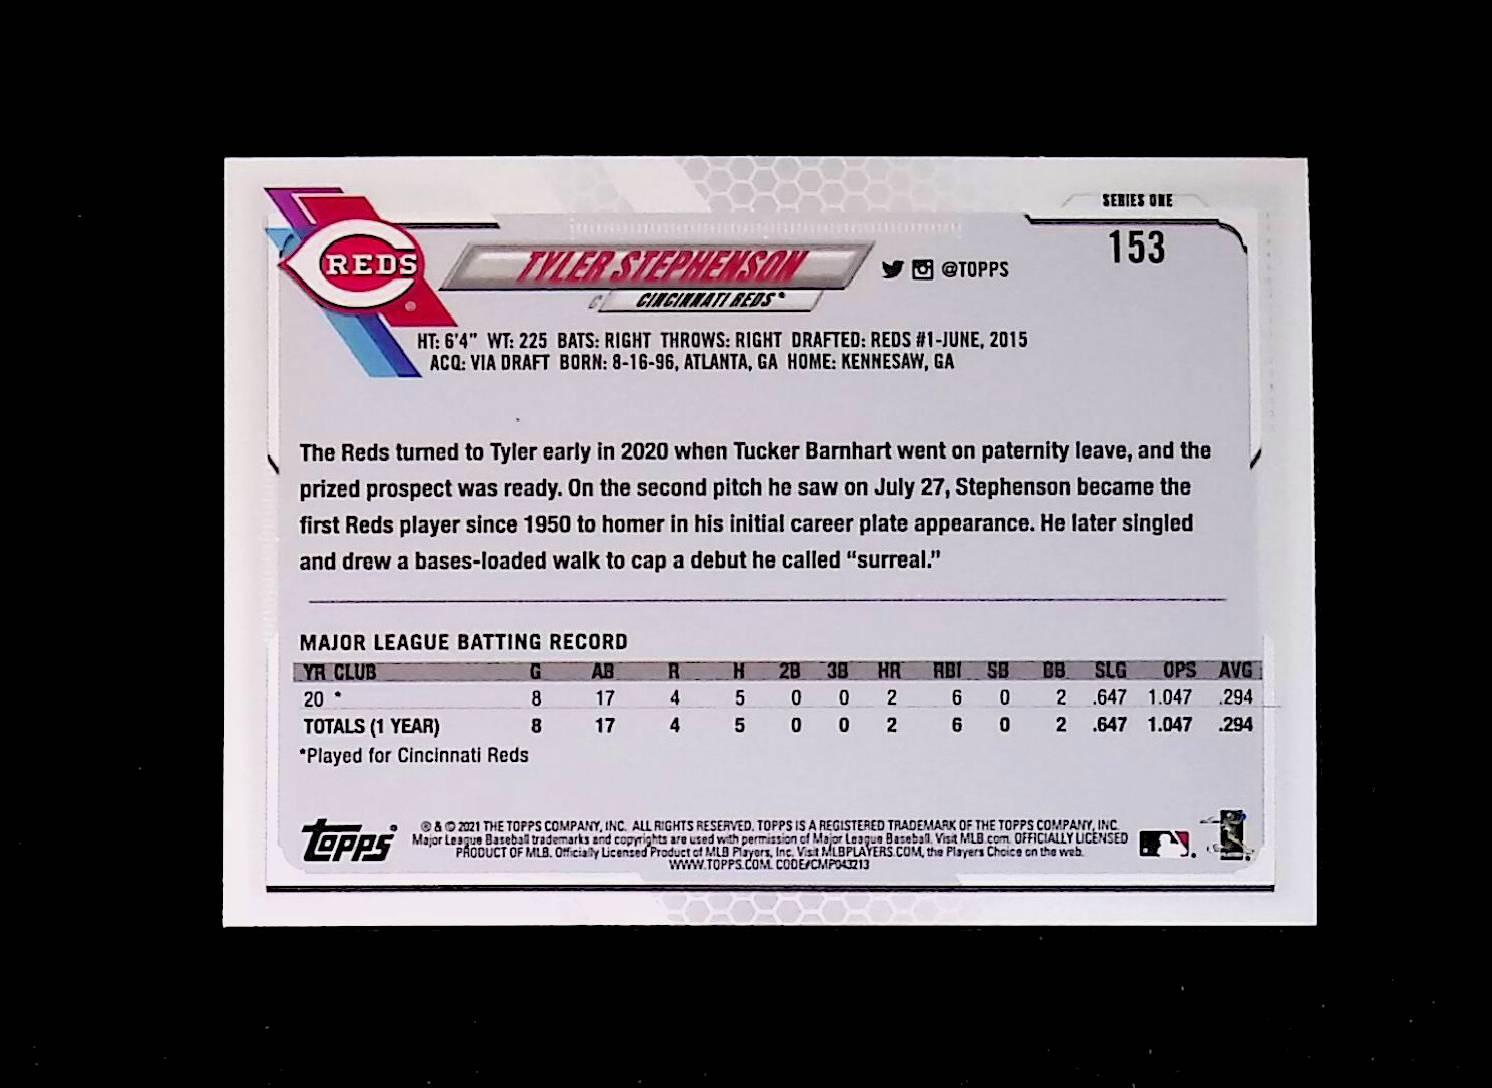 SERIES ONE
153
REDS
TYLER STEPHENSON
@TOPPS
C CINCINNATI REDS®
HT: 6'4" WT: 225 BATS: RIGHT THROWS: RIGHT DRAFTED: REDS #1-JUNE, 2015
ACQ: VIA DRAFT BORN: 8-16-96, ATLANTA, GA HOME: KENNESAW, GA
The Reds turned to Tyler early in 2020 when Tucker Barnhart went on paternity leave, and the
prized prospect was ready. On the second pitch he saw on July 27, Stephenson became the
first Reds player since 1950 to homer in his initial career plate appearance. He later singled
and drew a bases-loaded walk to cap a debut he called “surreal.”
MAJOR LEAGUE BATTING RECORD
YR CLUB G AB R H 2B 3B HR RBI SB BB SLG OPS AVG
20 * 8 17 4 5 0 0 2 6 0 2 .647 1.047 .294
TOTALS (1 YEAR) 8 17 4 5 0 0 2 6 0 2 .647 1.047 .294
*Played for Cincinnati Reds
Topps
® & © 2021 THE TOPPS COMPANY, INC. ALL RIGHTS RESERVED. TOPPS IS A REGISTERED TRADEMARK OF THE TOPPS COMPANY, INC.
Major League Baseball trademarks and copyrights are used with permission of Major League Baseball. Visit MLB.com. OFFICIALLY LICENSED
PRODUCT OF MLB. Officially Licensed Product of MLB Players, Inc. Visit MLBPLAYERS.COM, the Players Choice on the web.
WWW.TOPPS.COM. CODE#CMP043213